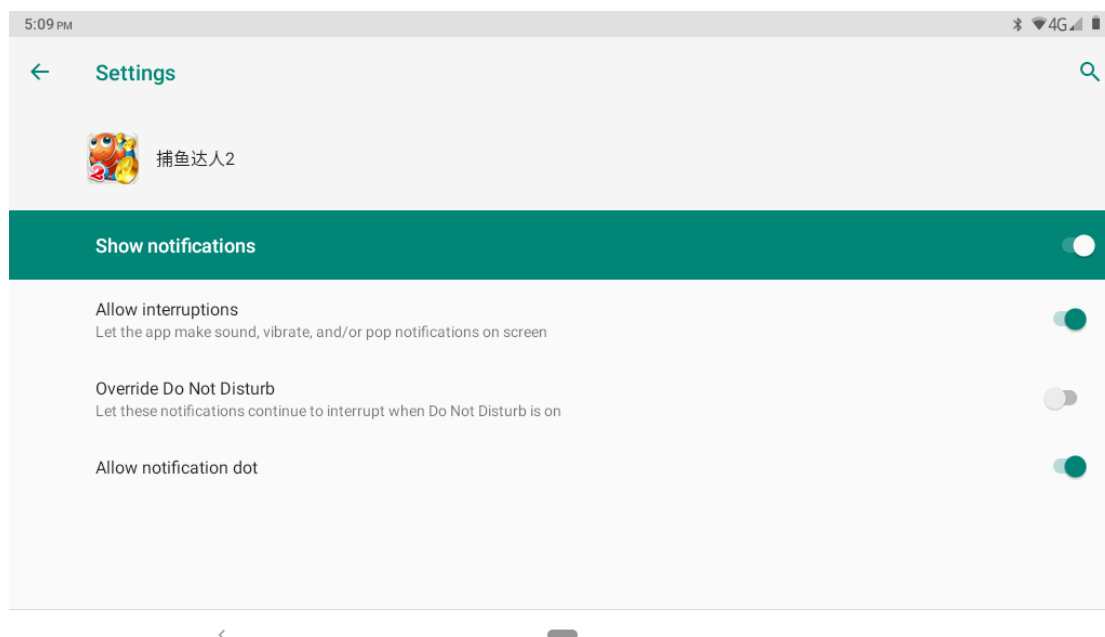 5:09 PM
4G
Settings
2
捕鱼达人2
Show notifications
Allow interruptions
Let the app make sound, vibrate, and/or pop notifications on screen
Override Do Not Disturb
Let these notifications continue to interrupt when Do Not Disturb is on
Allow notification dot